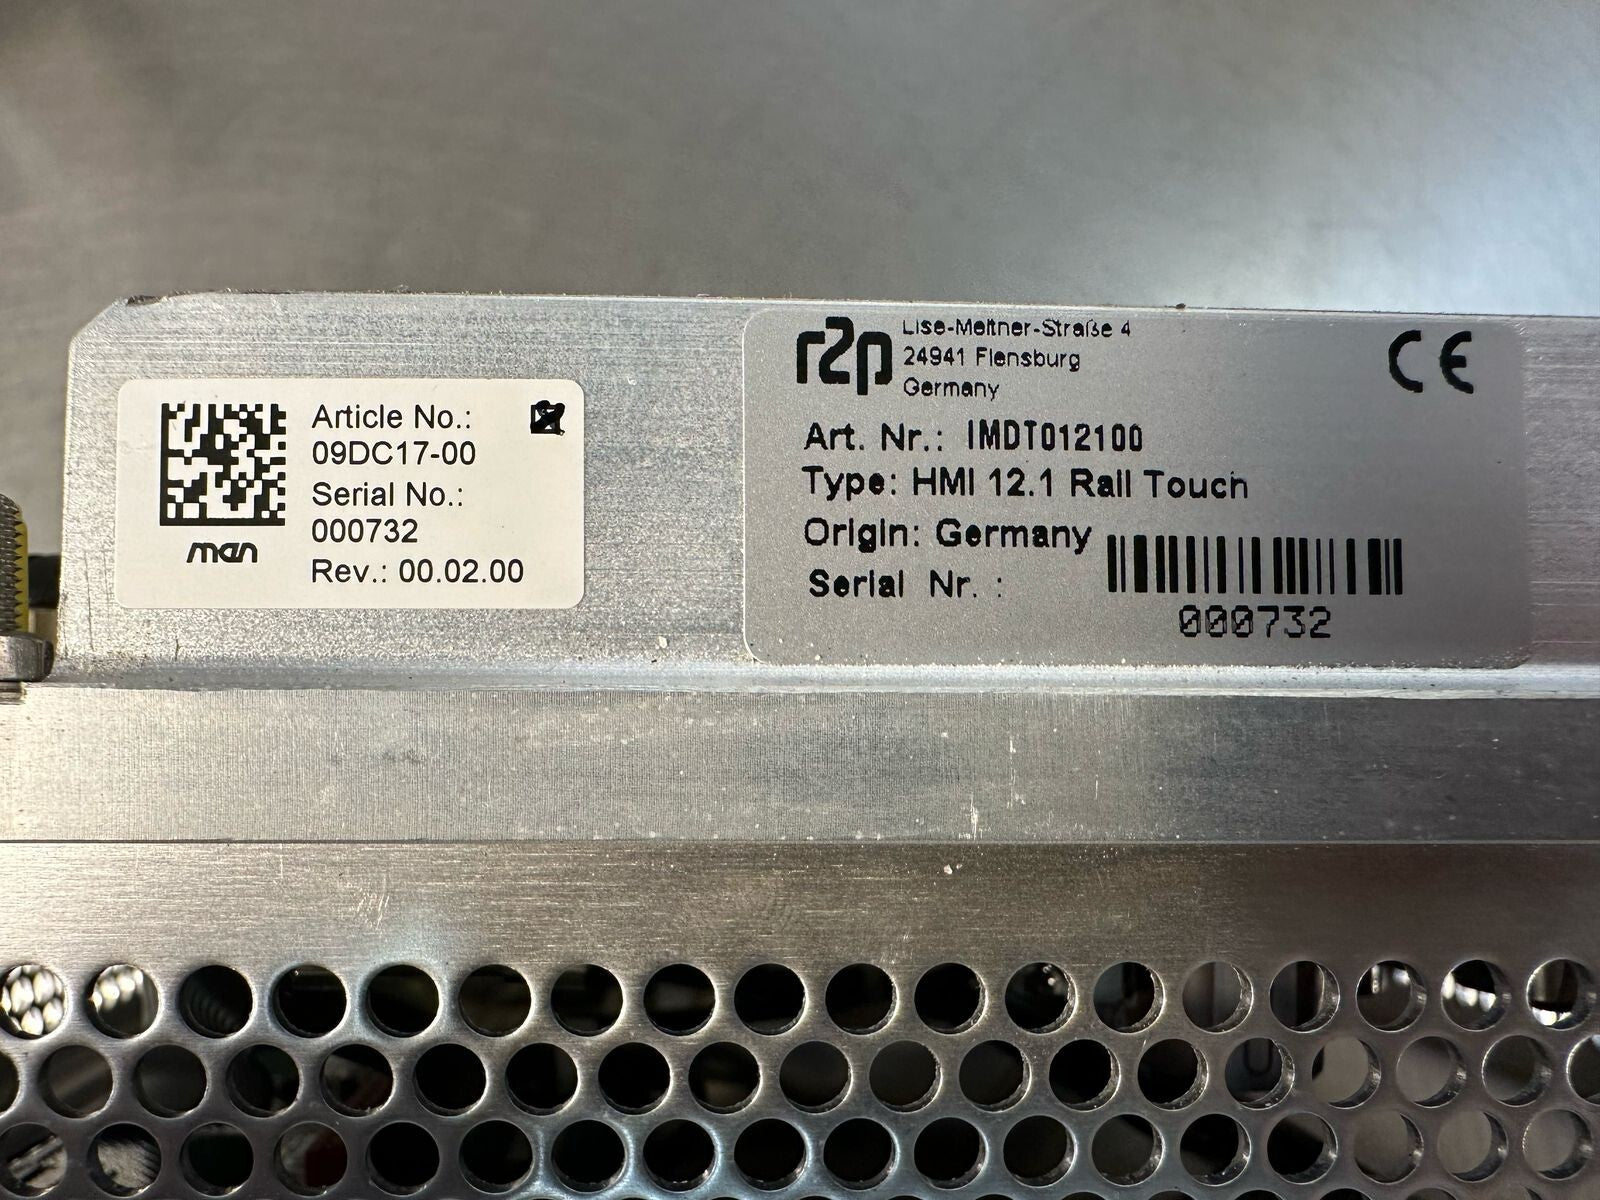 Article No.:
09DC17-00
Serial No.:
000732
Rev.: 00.02.00
men
r2p
Lise-Meitner-Straße 4
24941 Flensburg
Germany
CE
Art. Nr.: IMDT012100
Type: HMI 12.1 Rail Touch
Origin: Germany
Serial Nr. :
000732